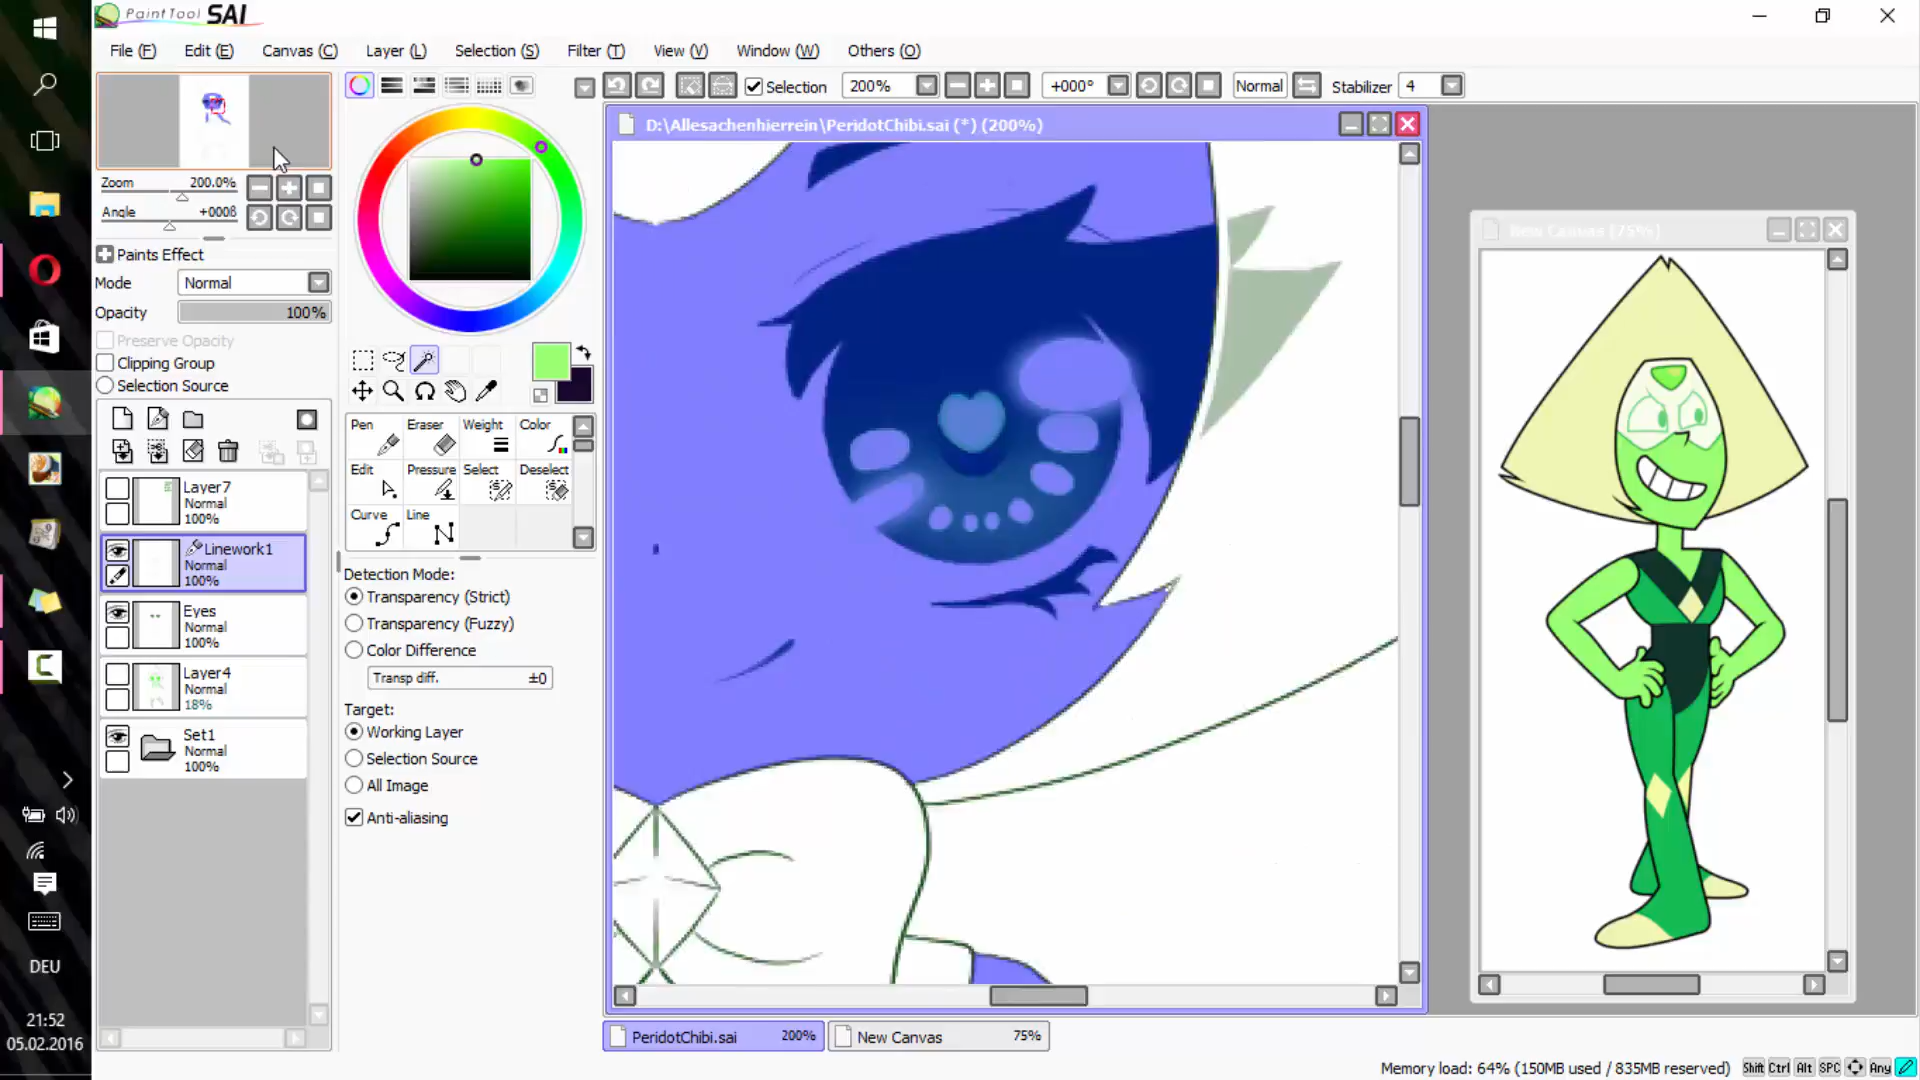 PaintTool SAI
File (F) Edit (E) Canvas (C) Layer (L) Selection (S) Filter (T) View (V) Window (W) Others (O)
Selection 200% +000° Normal Stabilizer 4
D:\Allesachenhierrein\PeridotChibi.sai (*) (200%)
Zoom 200.0%
Angle +000ß
Paints Effect
Mode Normal
Opacity 100%
Preserve Opacity
Clipping Group
Selection Source
Layer7
Normal
100%
Linework1
Normal
100%
Eyes
Normal
100%
Layer4
Normal
18%
Set1
Normal
100%
Pen Eraser Weight Color
Edit Pressure Select Deselect
Curve Line
Detection Mode:
Transparency (Strict)
Transparency (Fuzzy)
Color Difference
Transp diff. ±0
Target:
Working Layer
Selection Source
All Image
Anti-aliasing
New Canvas (75%)
DEU
21:52
05.02.2016
PeridotChibi.sai 200%
New Canvas 75%
Memory load: 64% (150MB used / 835MB reserved)
Shift Ctrl Alt SPC Any